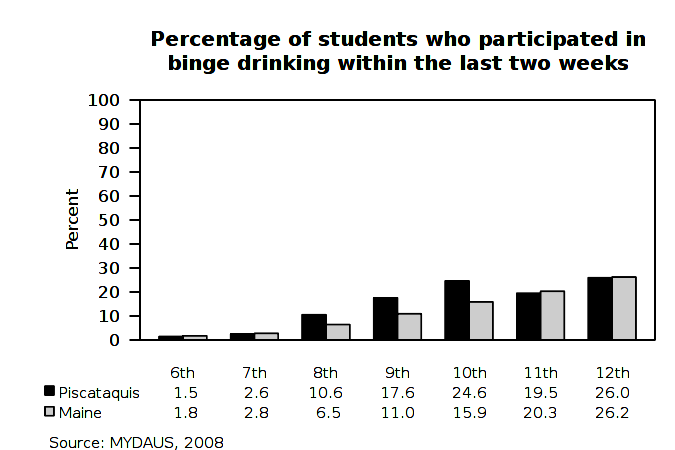 Percentage of students who participated in
binge drinking within the last two weeks
100
90
80
70
60
50
40
30
20
10
0
Percent
6th 7th 8th 9th 10th 11th 12th
Piscataquis 1.5 2.6 10.6 17.6 24.6 19.5 26.0
Maine 1.8 2.8 6.5 11.0 15.9 20.3 26.2
Source: MYDAUS, 2008